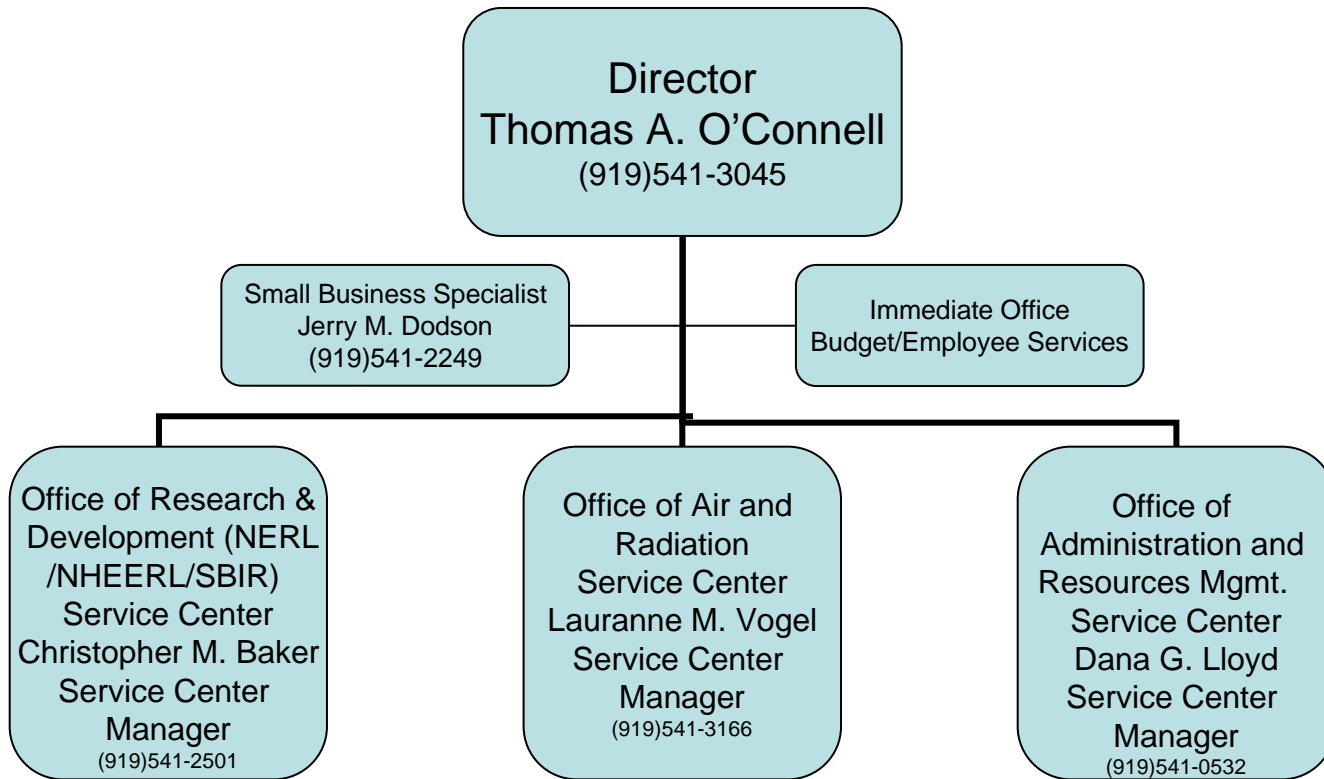 Director
Thomas A. O’Connell
(919)541-3045
Small Business Specialist
Jerry M. Dodson
(919)541-2249
Immediate Office
Budget/Employee Services
Office of Research &
Development (NERL
/NHEERL/SBIR)
Service Center
Christopher M. Baker
Service Center
Manager
(919)541-2501
Office of Air and
Radiation
Service Center
Lauranne M. Vogel
Service Center
Manager
(919)541-3166
Office of
Administration and
Resources Mgmt.
Service Center
Dana G. Lloyd
Service Center
Manager
(919)541-0532